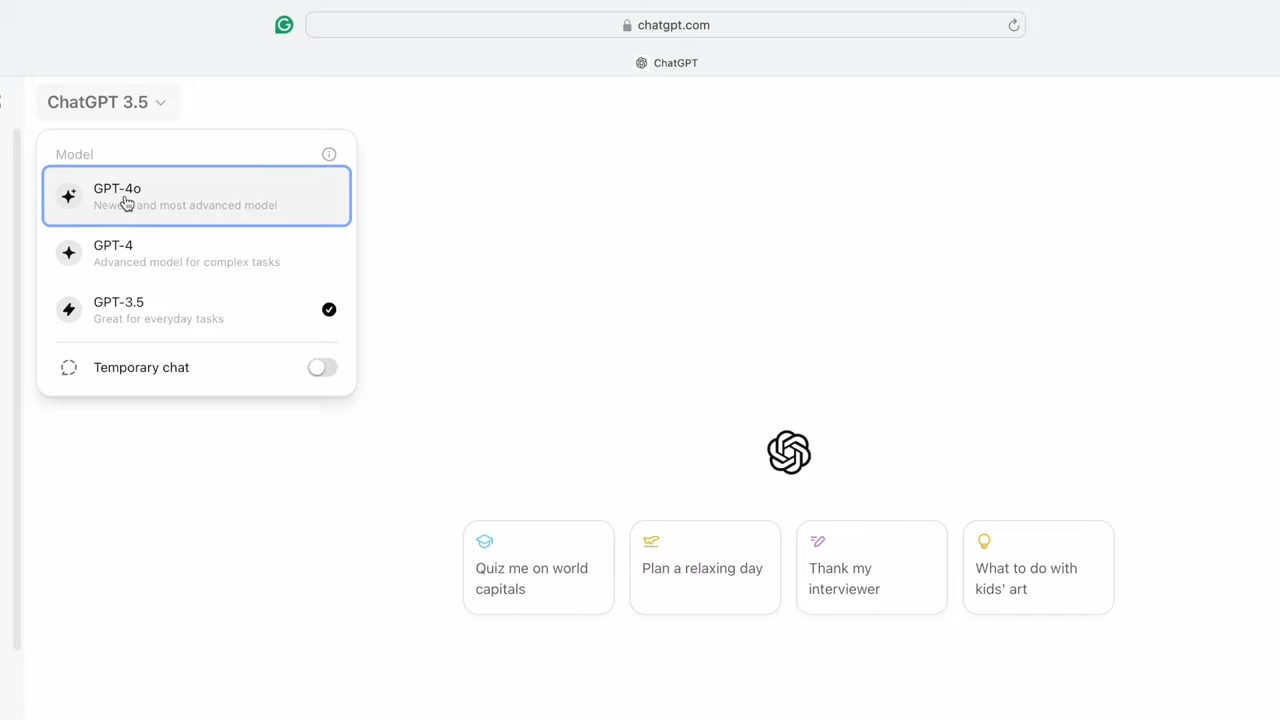 chatgpt.com
ChatGPT
ChatGPT 3.5
Model
GPT-4o
and most advanced model
GPT-4
Advanced model for complex tasks
GPT-3.5
Great for everyday tasks
Temporary chat
Quiz me on world
capitals
Plan a relaxing day
Thank my
interviewer
What to do with
kids' art